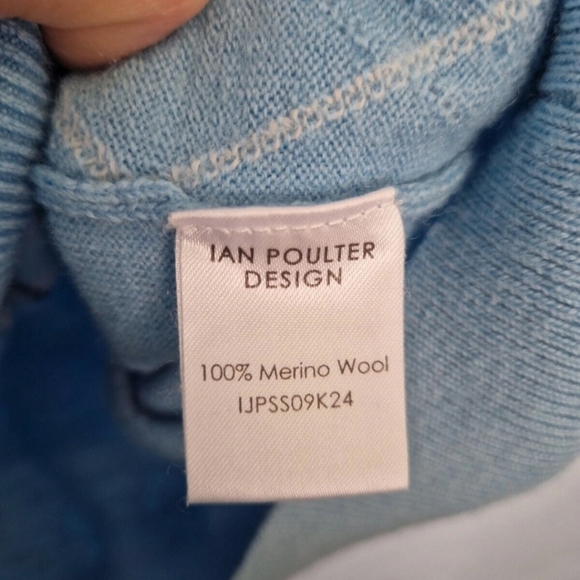 IAN POULTER
DESIGN
100% Merino Wool
IJPSS09K24